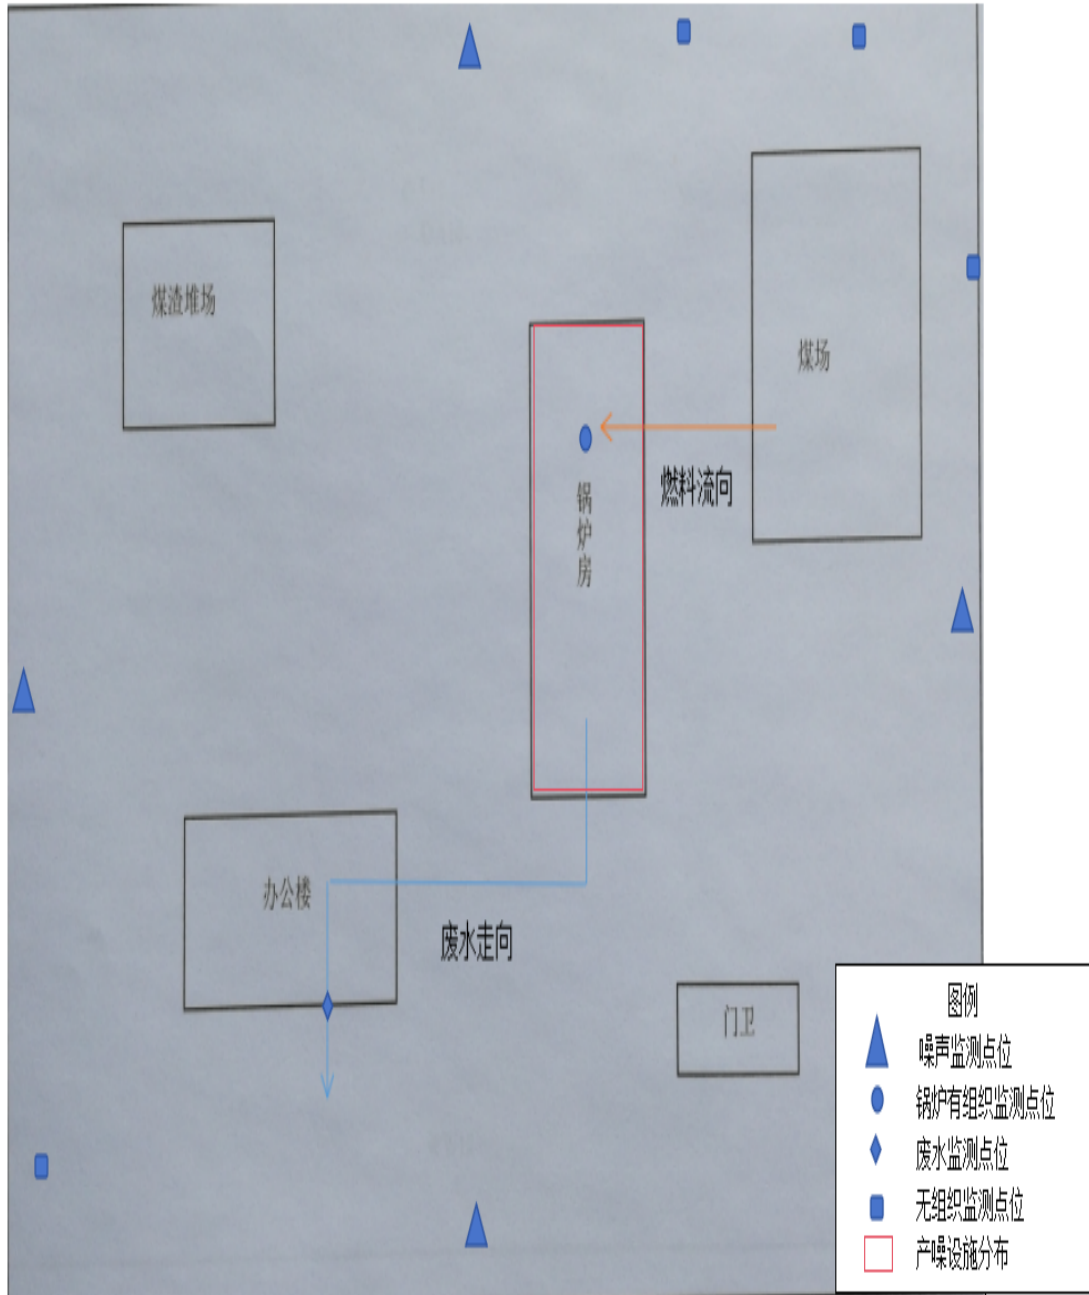 煤渣堆场
煤场
燃料流向
锅炉房
办公楼
废水走向
门卫
图例
噪声监测点位
锅炉有组织监测点位
废水监测点位
无组织监测点位
产噪设施分布